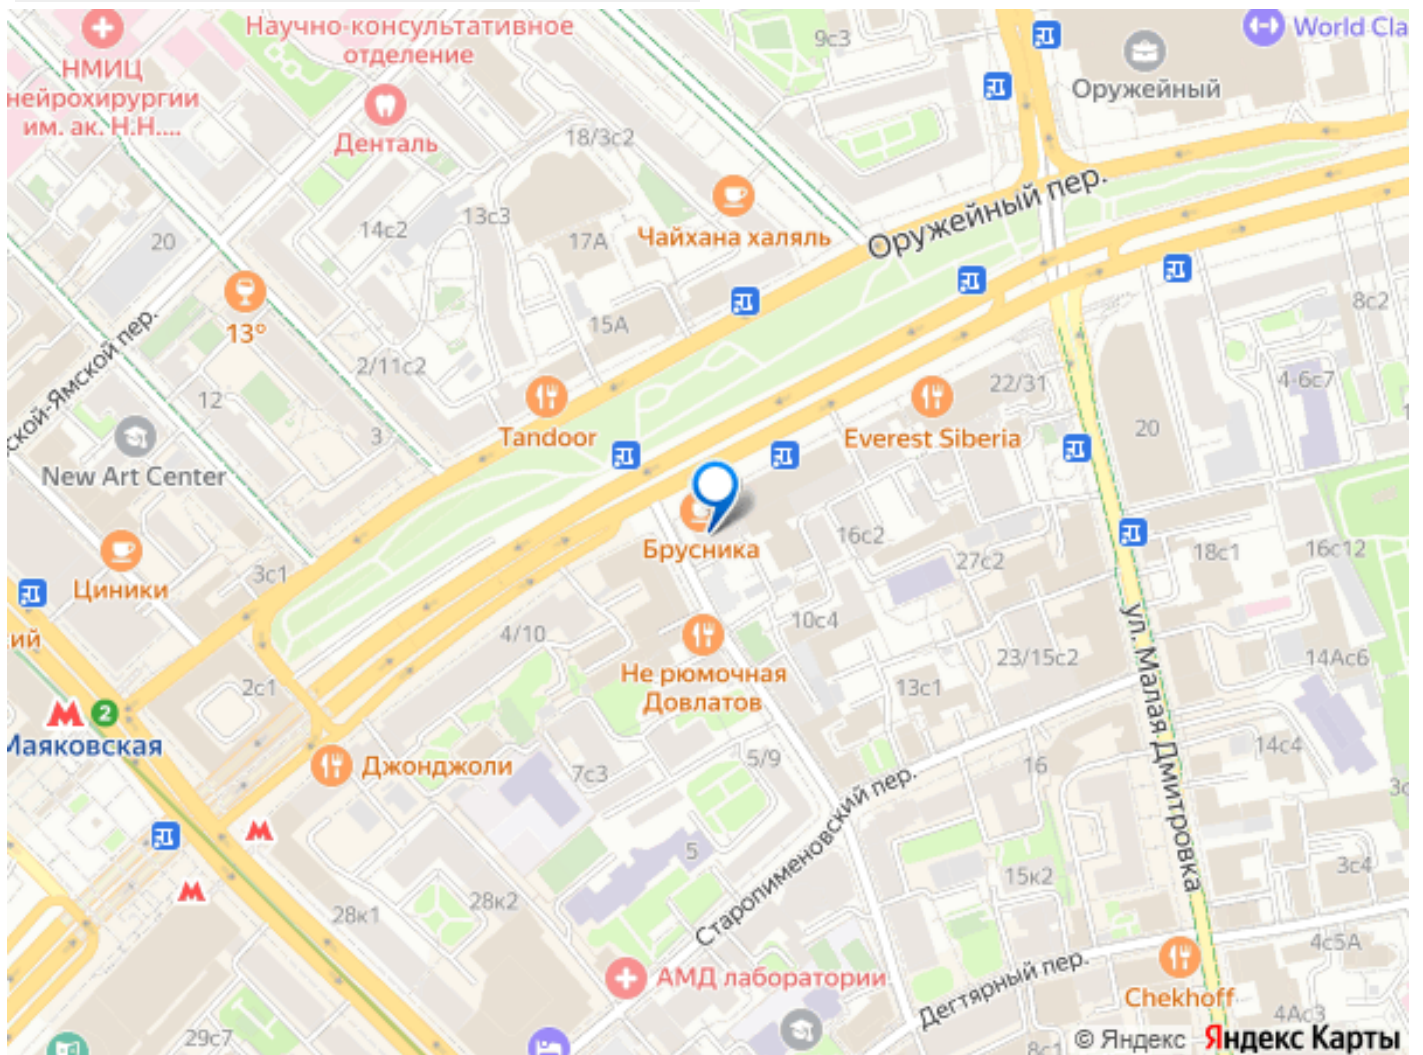 Научно-консультативное
отделение
World Cla
9с3
НМИЦ
нейрохирургии
им. ак. Н.Н....
Оружейный
Денталь
18/3с2
Оружейный пер.
14с2
13с3
20
17А
Чайхана халяль
8с2
13°
15А
2/11с2
22/31
4-6с7
ской-Ямской пер.
12
3
Tandoor
Everest Siberia
20
New Art Center
Брусника
16с2
27с2
18с1
16с12
Циники
3с1
ий
4/10
10с4
23/15с2
14Ас6
Не рюмочная
Довлатов
2с1
13с1
ул. Малая Дмитровка
2
Маяковская
Джонджоли
7с3
5/9
16
14с4
3с
Старопименовский пер.
5
15к2
3с4
28к1
28к2
4с5А
АМД лаборатории
Дегтярный пер.
Chekhoff
4Ас3
29с7
8с1
© Яндекс
Яндекс Карты